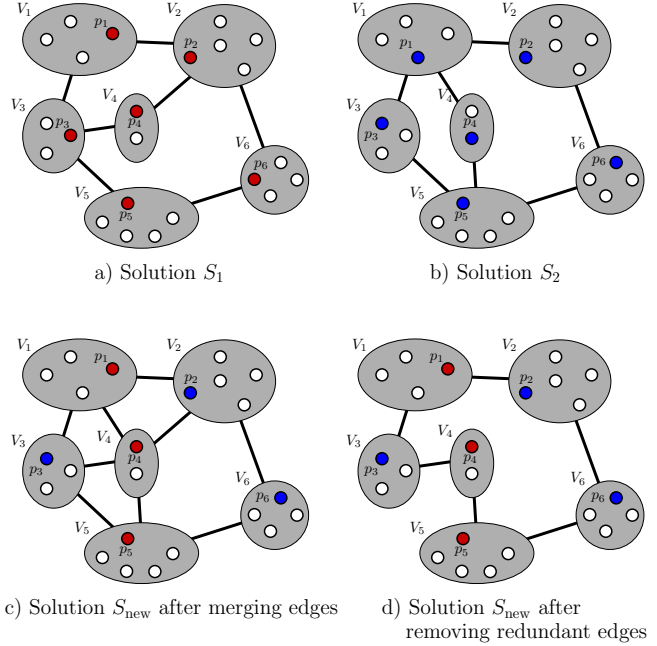 V1 V2
p1 p2
V3 V4
p3 p4
V6
p6
V5
p5
a) Solution S1
V1 V2
p1 p2
V3 V4
p3 p4
V6
p6
V5
p5
b) Solution S2
V1 V2
p1 p2
V3 V4
p3 p4
V6
p6
V5
p5
c) Solution Snew after merging edges
V1 V2
p1 p2
V3 V4
p3 p4
V6
p6
V5
p5
d) Solution Snew after
removing redundant edges